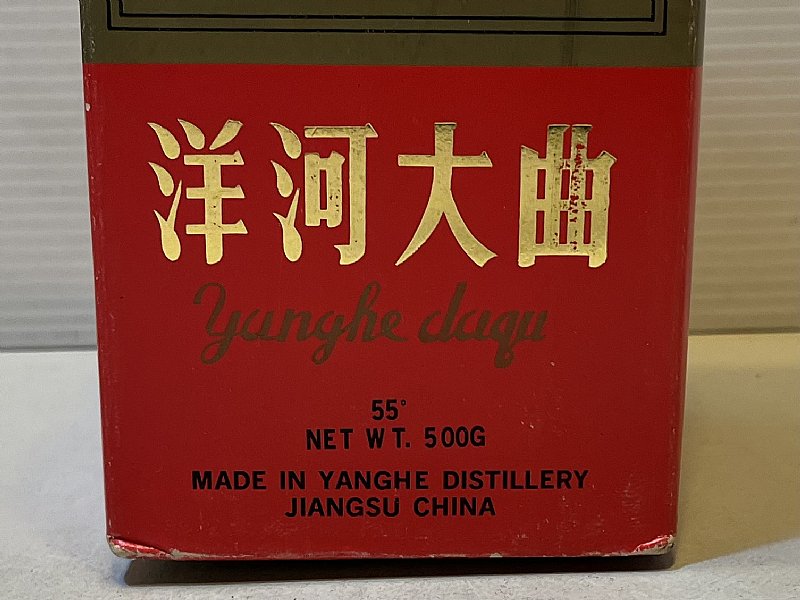 洋河大曲
Yanghe daqu
55°
NET WT. 500G
MADE IN YANGHE DISTILLERY
JIANGSU CHINA